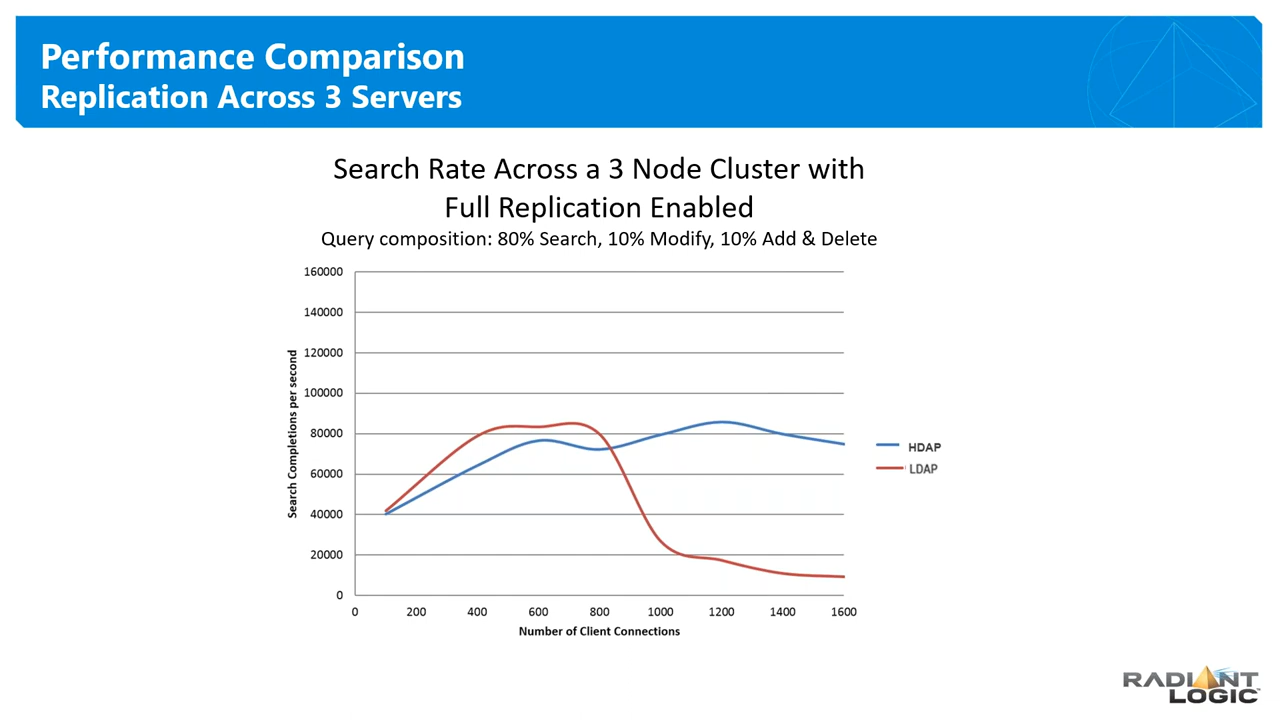 Performance Comparison
Replication Across 3 Servers
Search Rate Across a 3 Node Cluster with
Full Replication Enabled
Query composition: 80% Search, 10% Modify, 10% Add & Delete
160000
140000
120000
100000
80000
60000
40000
20000
0
Search Completions per second
0 200 400 600 800 1000 1200 1400 1600
Number of Client Connections
HDAP
LDAP
RADIANT
LOGIC